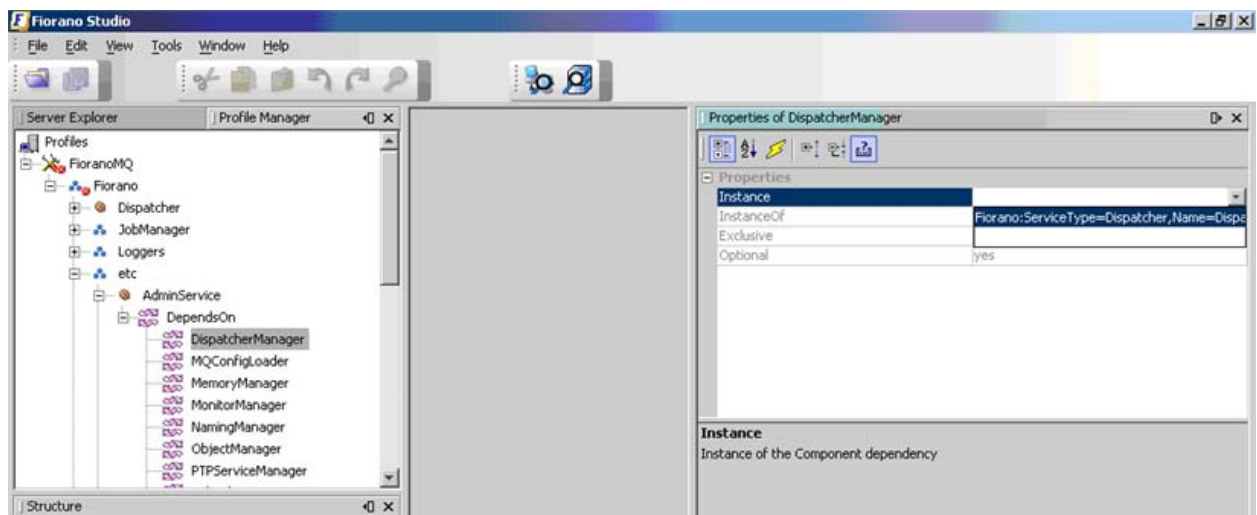 Fiorano Studio
File Edit View Tools Window Help
Server Explorer Profile Manager
Profiles
FioranoMQ
Fiorano
Dispatcher
JobManager
Loggers
etc
AdminService
DependsOn
DispatcherManager
MQConfigLoader
MemoryManager
MonitorManager
NamingManager
ObjectManager
PTPServiceManager
Structure
Properties of DispatcherManager
Properties
Instance
InstanceOf Fiorano:ServiceType=Dispatcher,Name=Dispa
Exclusive
Optional yes
Instance
Instance of the Component dependency